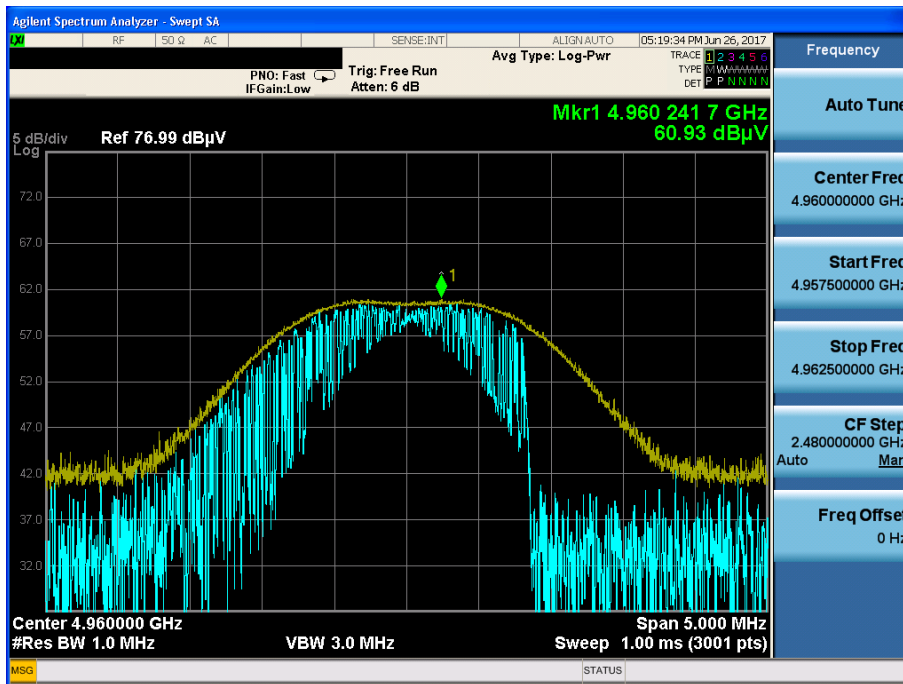 Agilent Spectrum Analyzer - Swept SA
LXI RF 50 Ω AC SENSE:INT ALIGN AUTO 05:19:34 PM Jun 26, 2017
Frequency
Avg Type: Log-Pwr
TRACE 1 2 3 4 5 6
PNO: Fast
Trig: Free Run
TYPE M W W W W W
IFGain:Low
Atten: 6 dB
DET P P N N N N
Auto Tune
Mkr1 4.960 241 7 GHz
5 dB/div Ref 76.99 dBµV 60.93 dBµV
Log
72.0
67.0
62.0
57.0
52.0
47.0
42.0
37.0
32.0
1
Center Freq
4.960000000 GHz
Start Freq
4.957500000 GHz
Stop Freq
4.962500000 GHz
CF Step
2.480000000 GHz
Auto Man
Freq Offset
0 Hz
Center 4.960000 GHz Span 5.000 MHz
#Res BW 1.0 MHz VBW 3.0 MHz Sweep 1.00 ms (3001 pts)
MSG STATUS